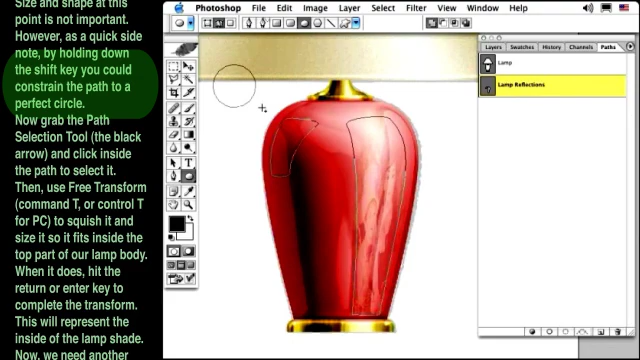 Size and shape at this
point is not important.
However, as a quick side
note, by holding down
the shift key you could
constrain the path to a
perfect circle.
Now grab the Path
Selection Tool (the black
arrow) and click inside
the path to select it.
Then, use Free Transform
(command T, or control T
for PC) to squish it and
size it so it fits inside the
top part of our lamp body.
When it does, hit the
return or enter key to
complete the transform.
This will represent the
inside of the lamp shade.
Now, we need another
Photoshop File Edit Image Layer Select Filter View Window Help
Layers Swatches History Channels Paths
Lamp
Lamp Reflections